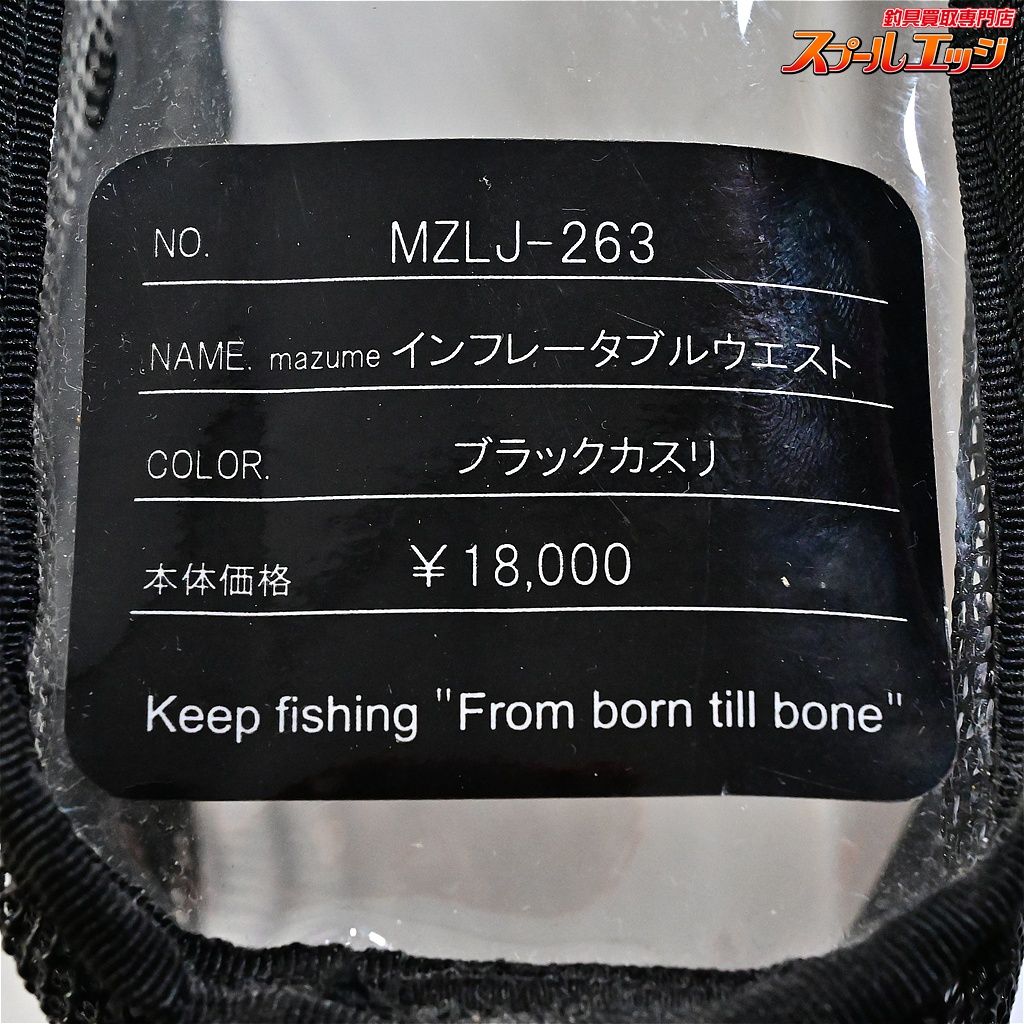 釣具買取専門店
スプールエッジ
NO. MZLJ-263
NAME. mazume インフレータブルウエスト
COLOR. ブラックカスリ
本体価格 ¥18,000
Keep fishing "From born till bone"